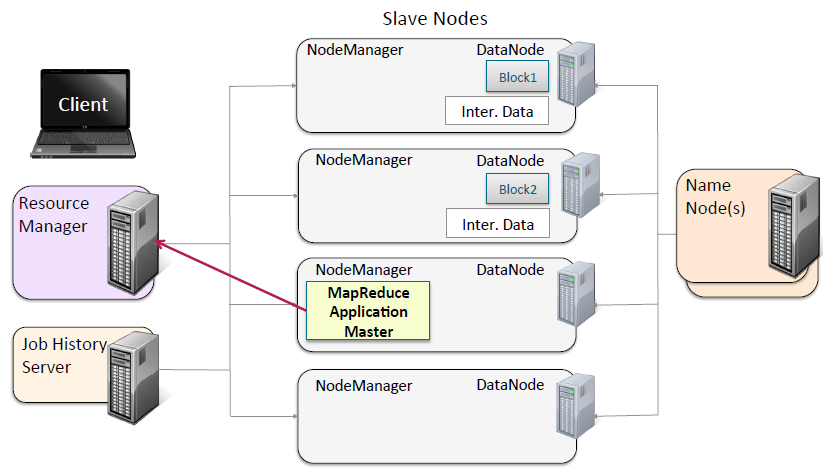 Slave Nodes
Client
Resource
Manager
Job History
Server
NodeManager
DataNode
Block1
Inter. Data
NodeManager
DataNode
Block2
Inter. Data
NodeManager
DataNode
MapReduce
Application
Master
NodeManager
DataNode
Name
Node(s)